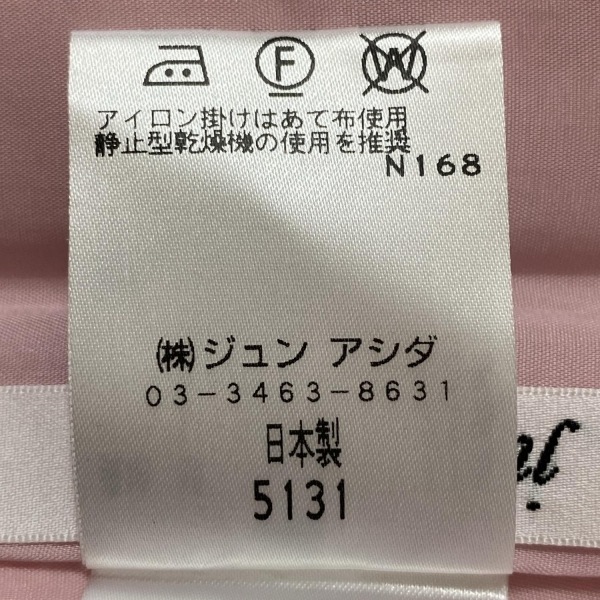 F W
アイロン掛けはあて布使用
静止型乾燥機の使用を推奨
N168
(株)ジュン アシダ
03-3463-8631
日本製
5131